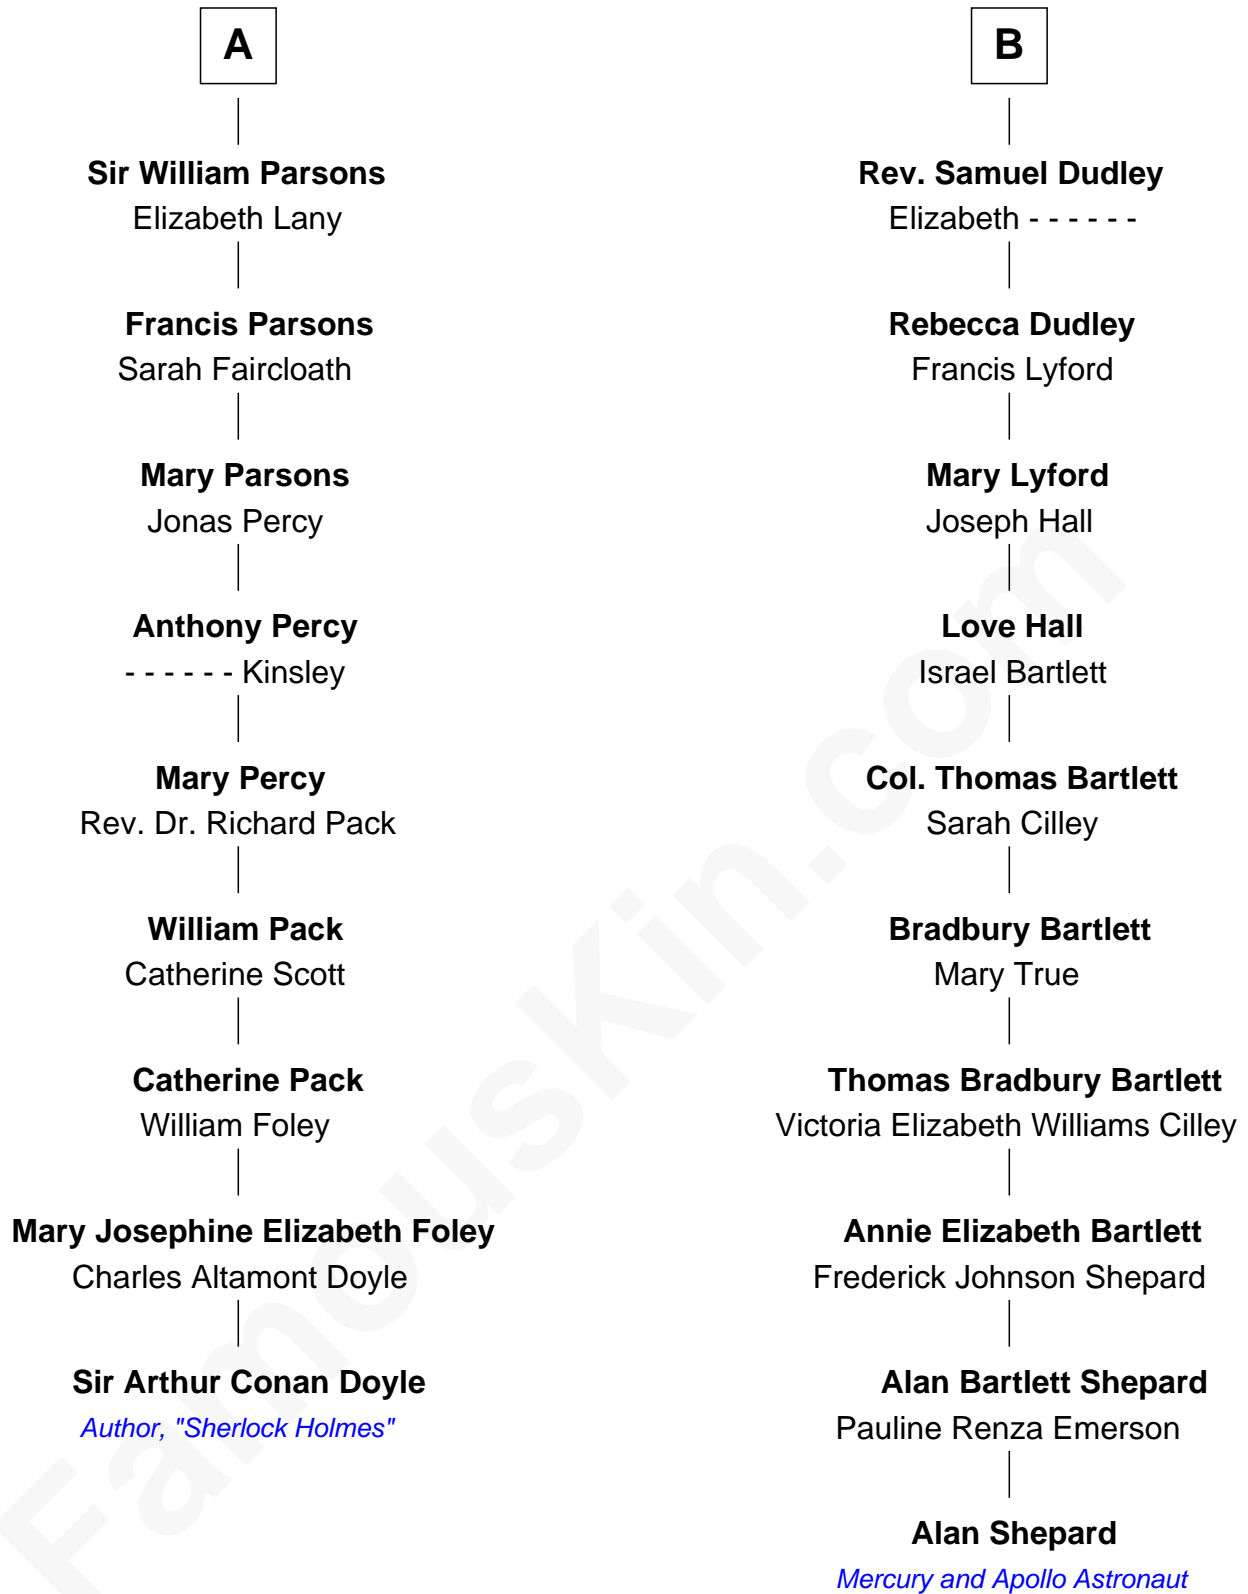 A
Sir William Parsons
Elizabeth Lany
Francis Parsons
Sarah Faircloath
Mary Parsons
Jonas Percy
Anthony Percy
- - - - - - Kinsley
Mary Percy
Rev. Dr. Richard Pack
William Pack
Catherine Scott
Catherine Pack
William Foley
Mary Josephine Elizabeth Foley
Charles Altamont Doyle
Sir Arthur Conan Doyle
Author, "Sherlock Holmes"
B
Rev. Samuel Dudley
Elizabeth - - - - - -
Rebecca Dudley
Francis Lyford
Mary Lyford
Joseph Hall
Love Hall
Israel Bartlett
Col. Thomas Bartlett
Sarah Cilley
Bradbury Bartlett
Mary True
Thomas Bradbury Bartlett
Victoria Elizabeth Williams Cilley
Annie Elizabeth Bartlett
Frederick Johnson Shepard
Alan Bartlett Shepard
Pauline Renza Emerson
Alan Shepard
Mercury and Apollo Astronaut
FamousKin.com